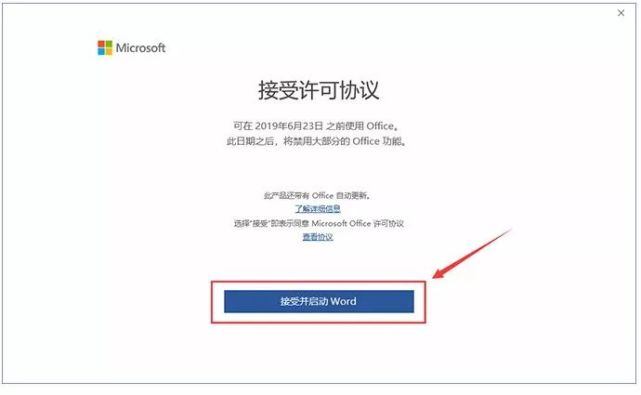 Microsoft
接受许可协议
可在 2019年6月23日 之前使用 Office。
此日期之后，将禁用大部分的 Office 功能。
此产品还带有 Office 自动更新。
了解详细信息
选择“接受”即表示同意 Microsoft Office 许可协议
查看协议
接受并启动 Word